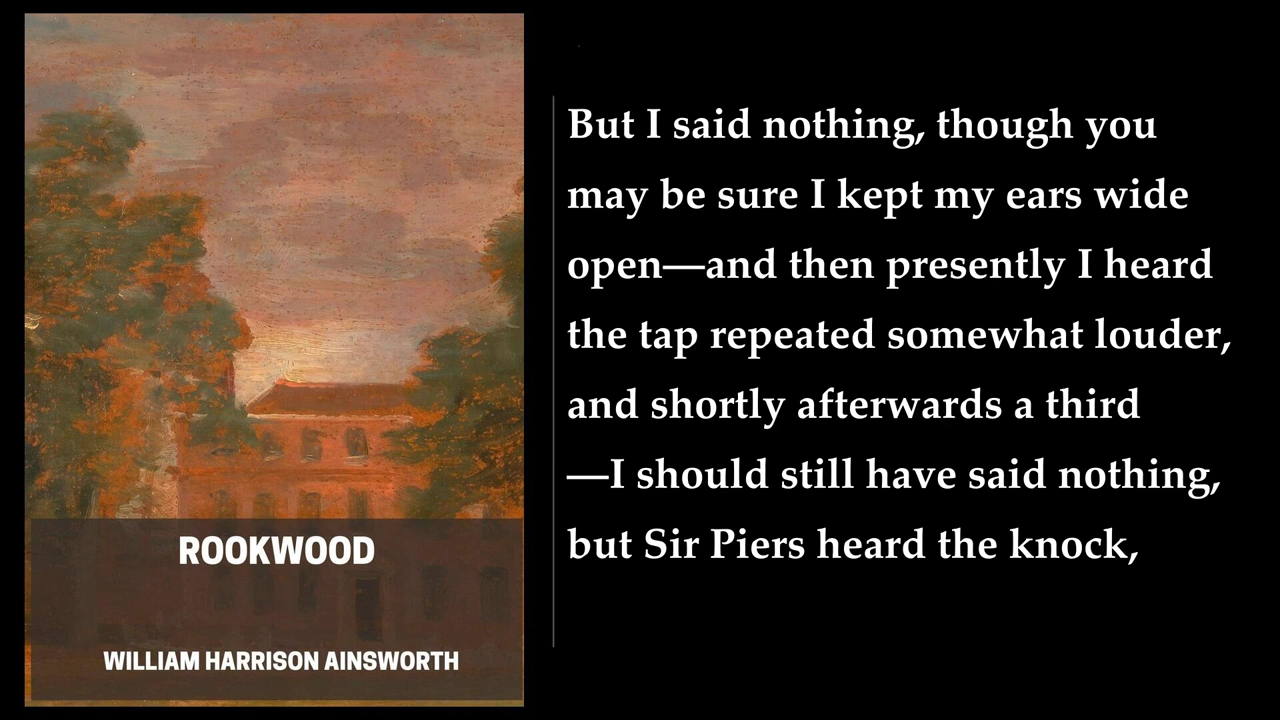 ROOKWOOD
WILLIAM HARRISON AINSWORTH
But I said nothing, though you
may be sure I kept my ears wide
open—and then presently I heard
the tap repeated somewhat louder,
and shortly afterwards a third
—I should still have said nothing,
but Sir Piers heard the knock,